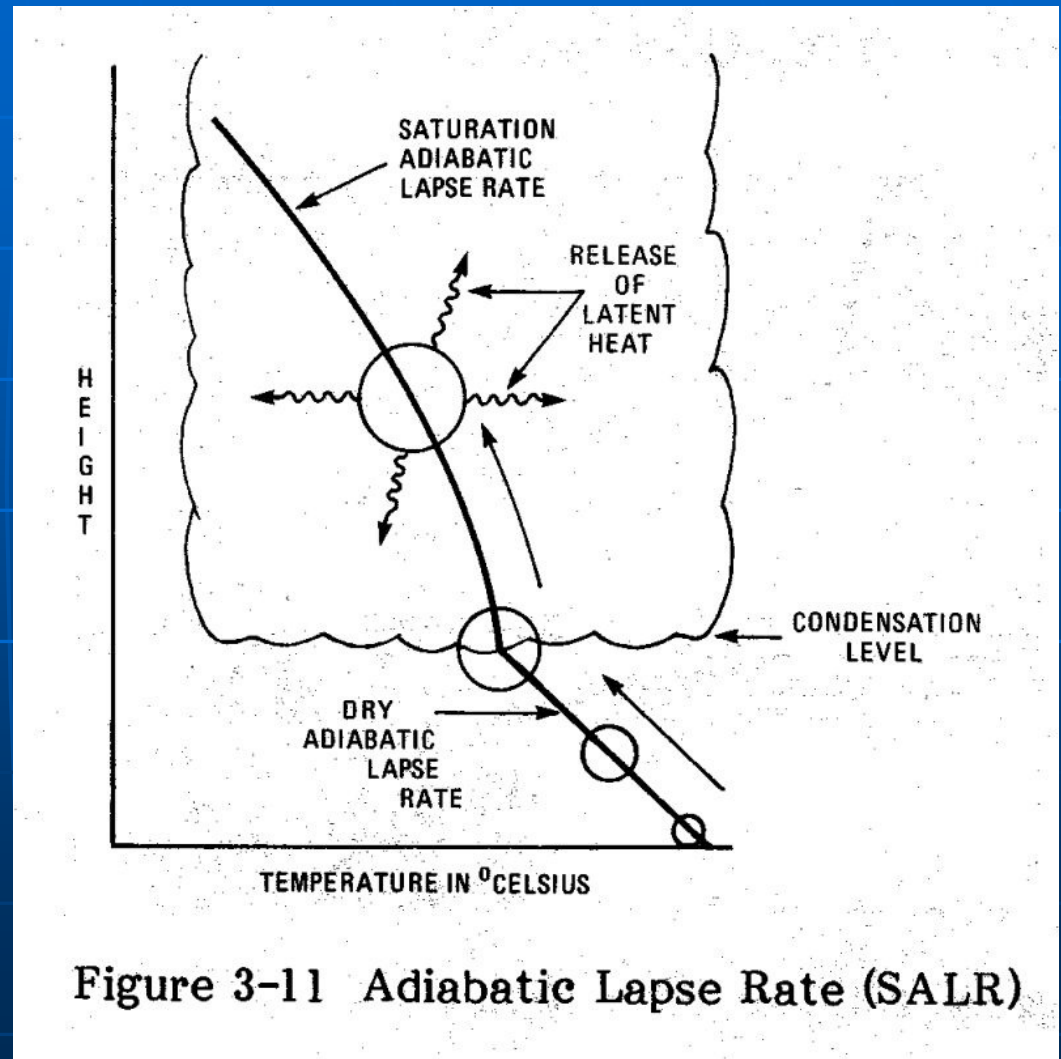 SATURATION
ADIABATIC
LAPSE RATE
RELEASE
OF
LATENT
HEAT
HEIGHT
CONDENSATION
LEVEL
DRY
ADIABATIC
LAPSE
RATE
TEMPERATURE IN °CELSIUS
Figure 3-11 Adiabatic Lapse Rate (SALR)